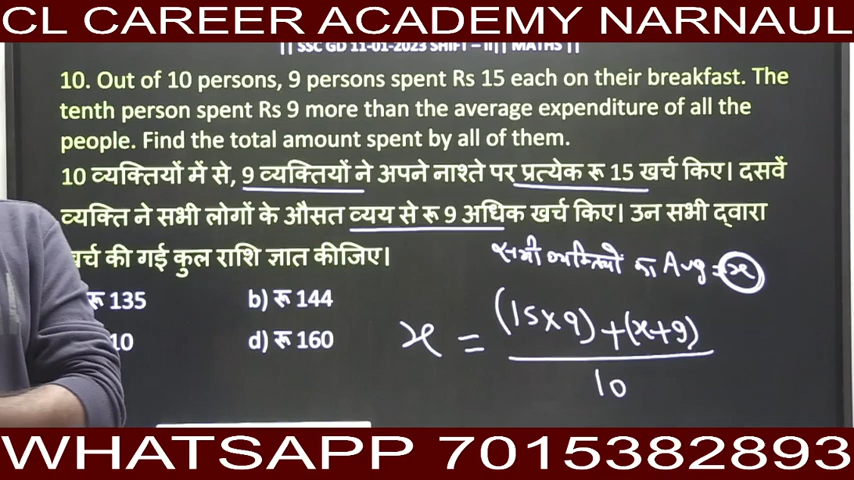 CL CAREER ACADEMY NARNAUL
|| SSC GD 11-01-2023 SHIFT – II|| MATHS ||
10. Out of 10 persons, 9 persons spent Rs 15 each on their breakfast. The
tenth person spent Rs 9 more than the average expenditure of all the
people. Find the total amount spent by all of them.
10 व्यक्तियों में से, 9 व्यक्तियों ने अपने नाश्ते पर प्रत्येक रू 15 खर्च किए। दसवें
व्यक्ति ने सभी लोगों के औसत व्यय से रू 9 अधिक खर्च किए। उन सभी द्वारा
खर्च की गई कुल राशि ज्ञात कीजिए।
सभी व्यक्तियों का Avg = x
रू 135 b) रू 144
10 d) रू 160
x = (15×9)+(x+9)
10
WHATSAPP 7015382893